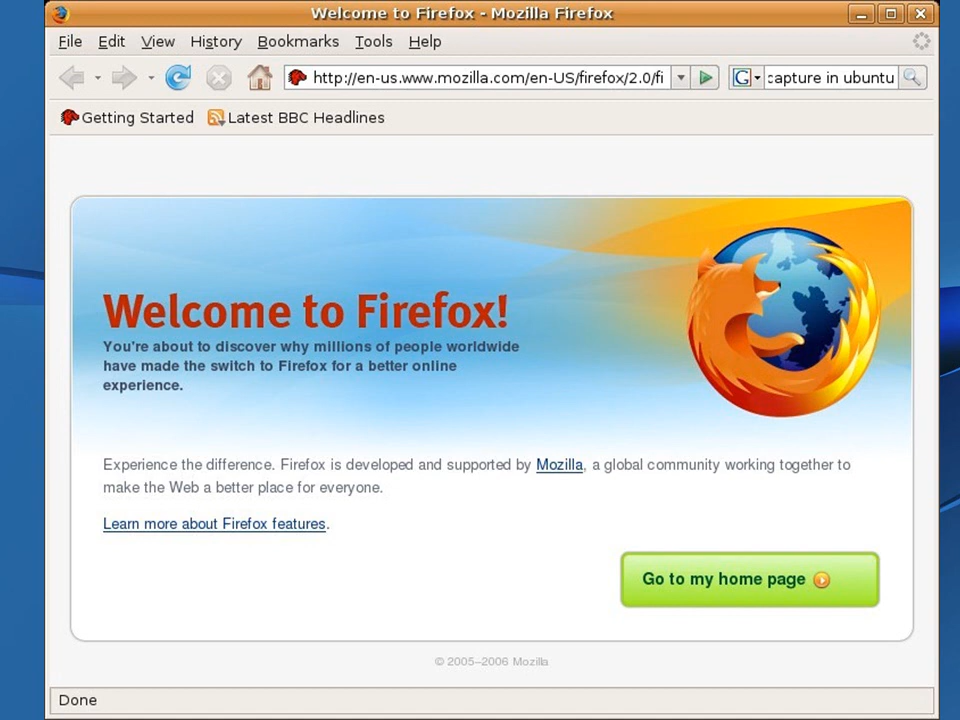 Welcome to Firefox - Mozilla Firefox
File Edit View History Bookmarks Tools Help
http://en-us.www.mozilla.com/en-US/firefox/2.0/fi G capture in ubuntu
Getting Started Latest BBC Headlines
Welcome to Firefox!
You're about to discover why millions of people worldwide
have made the switch to Firefox for a better online
experience.
Experience the difference. Firefox is developed and supported by Mozilla, a global community working together to
make the Web a better place for everyone.
Learn more about Firefox features.
Go to my home page
© 2005–2006 Mozilla
Done